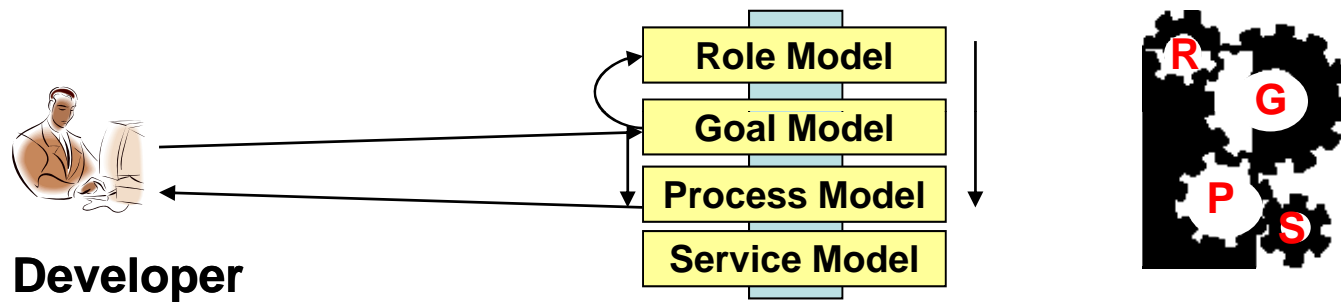 Role Model
Goal Model
Process Model
Service Model
Developer
R
G
P
S